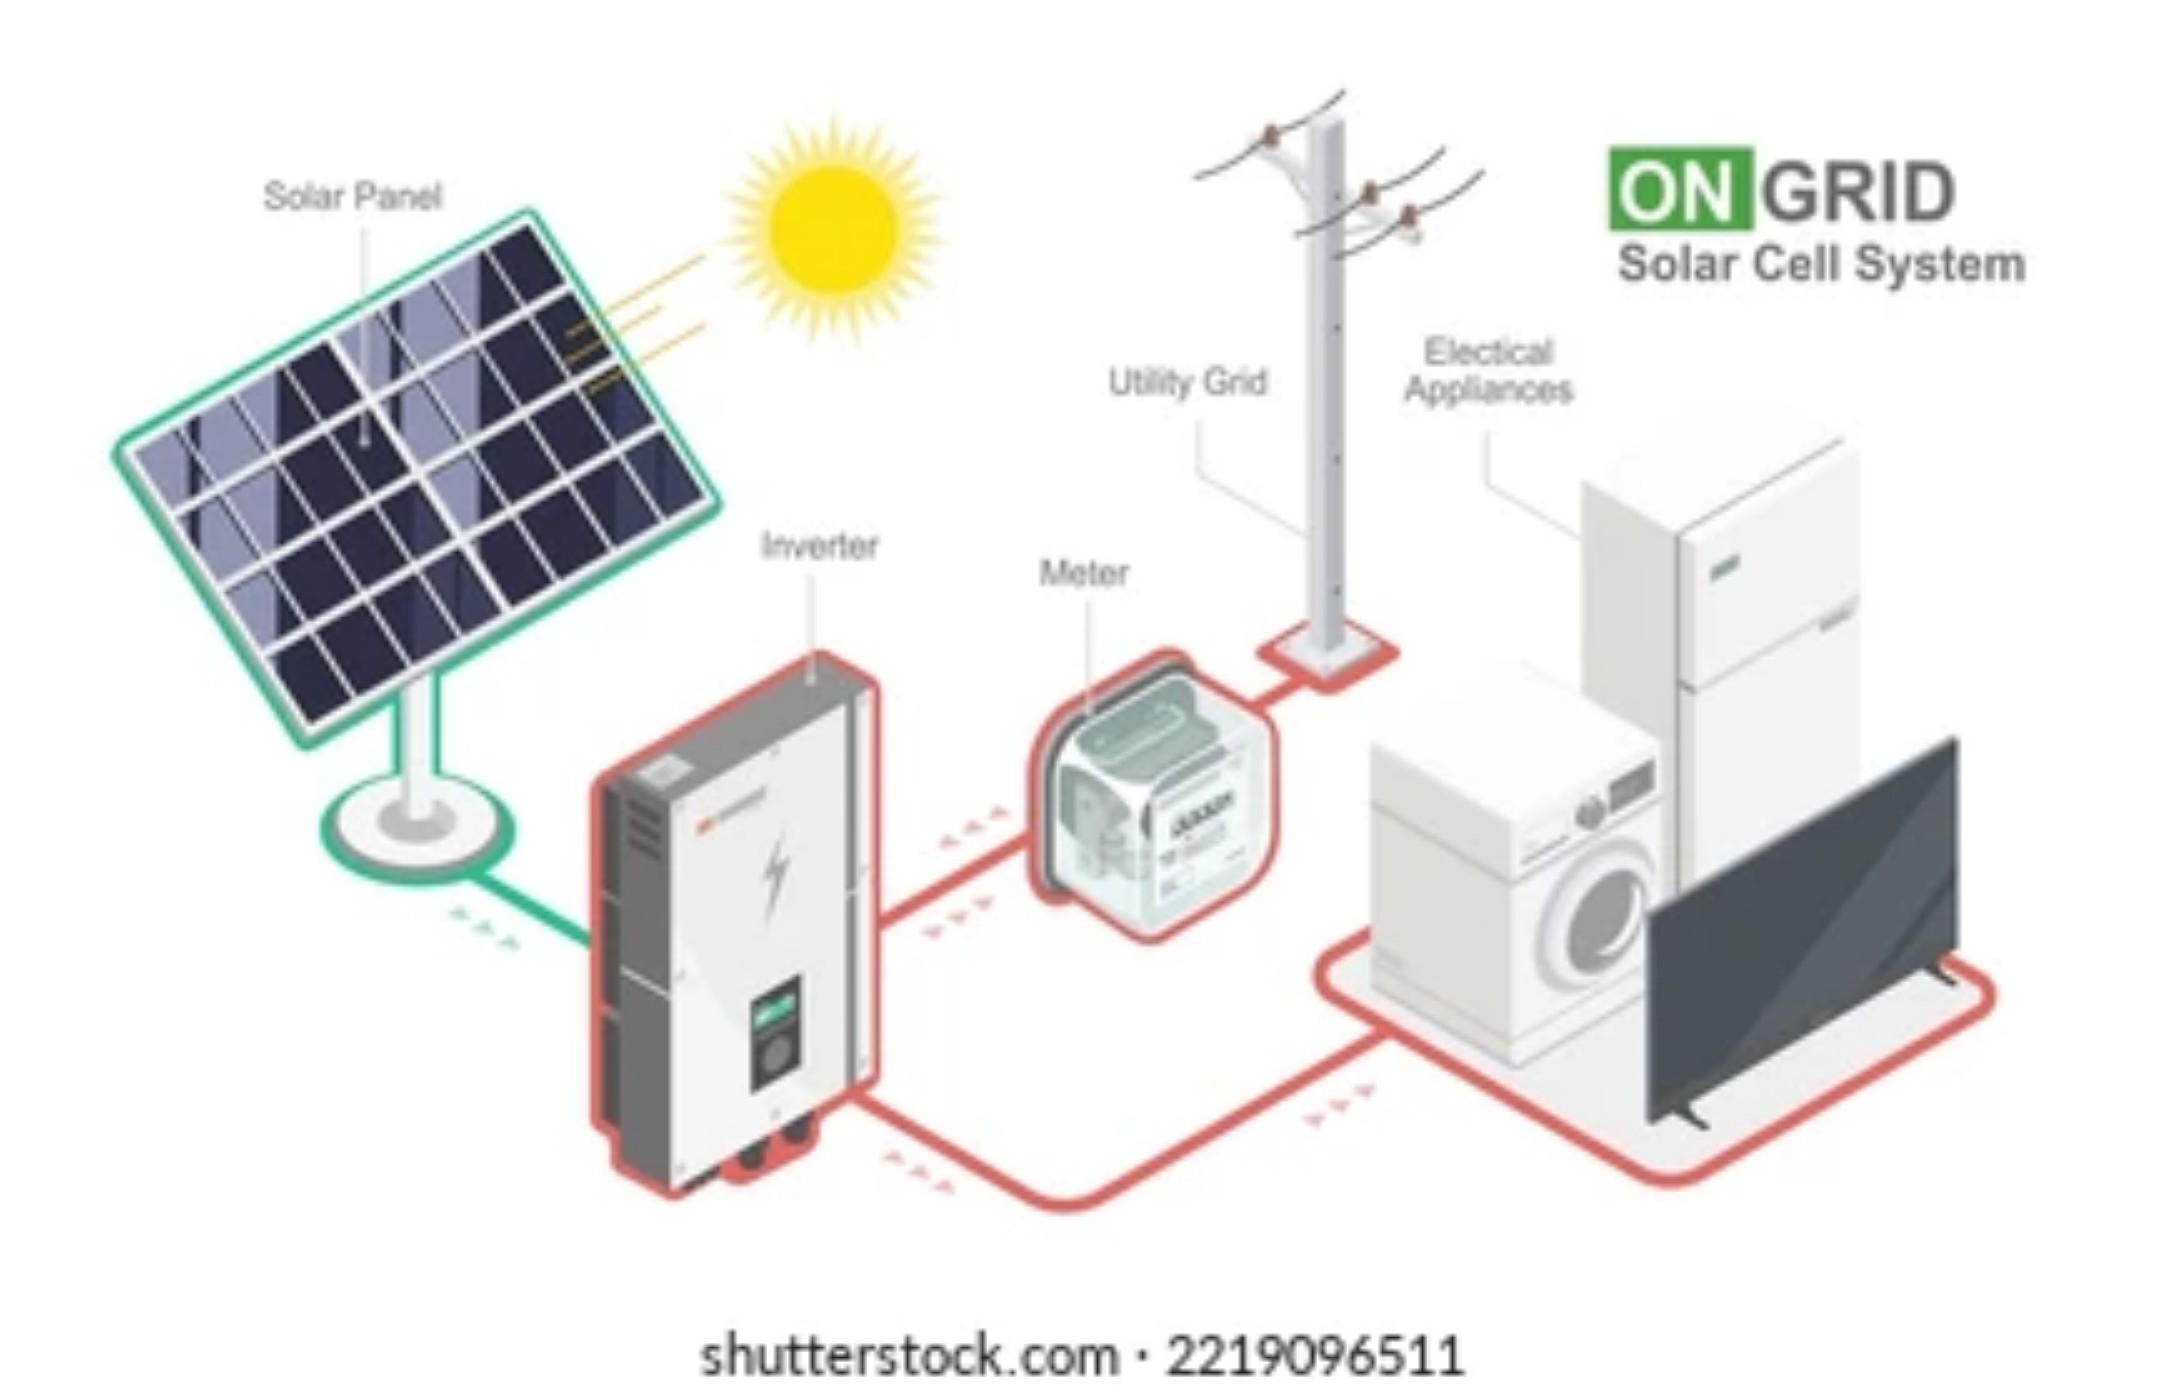 Solar Panel
ON GRID
Solar Cell System
Utility Grid
Electical
Appliances
Inverter
Meter
shutterstock.com · 2219096511